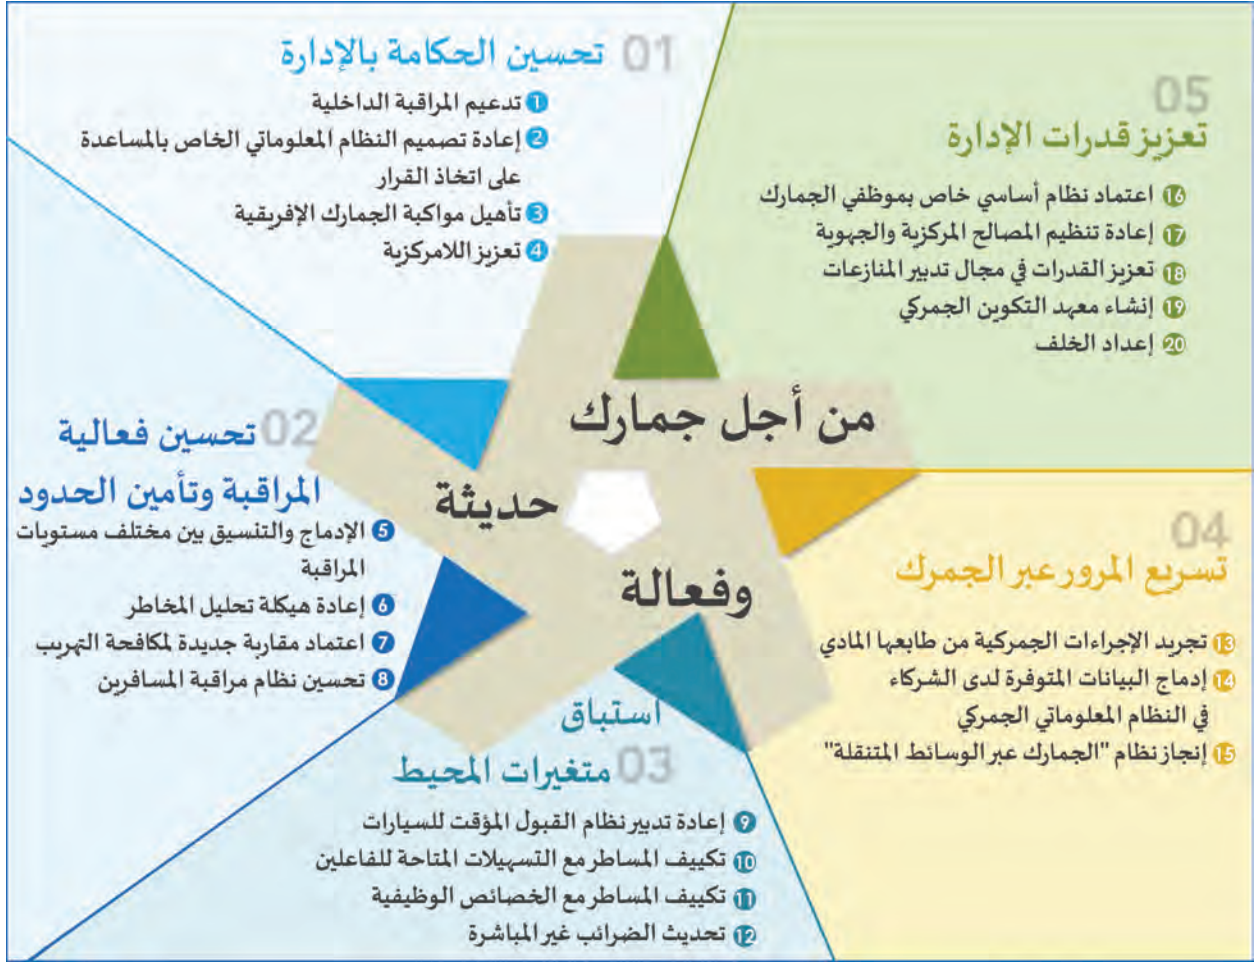 01 تحسين الحكامة بالإدارة
1 تدعيم المراقبة الداخلية
2 إعادة تصميم النظام المعلوماتي الخاص بالمساعدة
على اتخاذ القرار
3 تأهيل مواكبة الجمارك الإفريقية
4 تعزيز اللامركزية
02 تحسين فعالية
المراقبة وتأمين الحدود
5 الإدماج والتنسيق بين مختلف مستويات
المراقبة
6 إعادة هيكلة تحليل المخاطر
7 اعتماد مقاربة جديدة لمكافحة التهريب
8 تحسين نظام مراقبة المسافرين
استباق
03 متغيرات المحيط
9 إعادة تدبير نظام القبول المؤقت للسيارات
10 تكييف المساطر مع التسهيلات المتاحة للفاعلين
11 تكييف المساطر مع الخصائص الوظيفية
12 تحديث الضرائب غير المباشرة
04
تسريع المرور عبر الجمرك
13 تجريد الإجراءات الجمركية من طابعها المادي
14 إدماج البيانات المتوفرة لدى الشركاء
في النظام المعلوماتي الجمركي
15 إنجاز نظام "الجمارك عبر الوسائط المتنقلة"
05
تعزيز قدرات الإدارة
16 اعتماد نظام أساسي خاص بموظفي الجمارك
17 إعادة تنظيم المصالح المركزية والجهوية
18 تعزيز القدرات في مجال تدبير المنازعات
19 إنشاء معهد التكوين الجمركي
20 إعداد الخلف
من أجل جمارك
حديثة
وفعالة